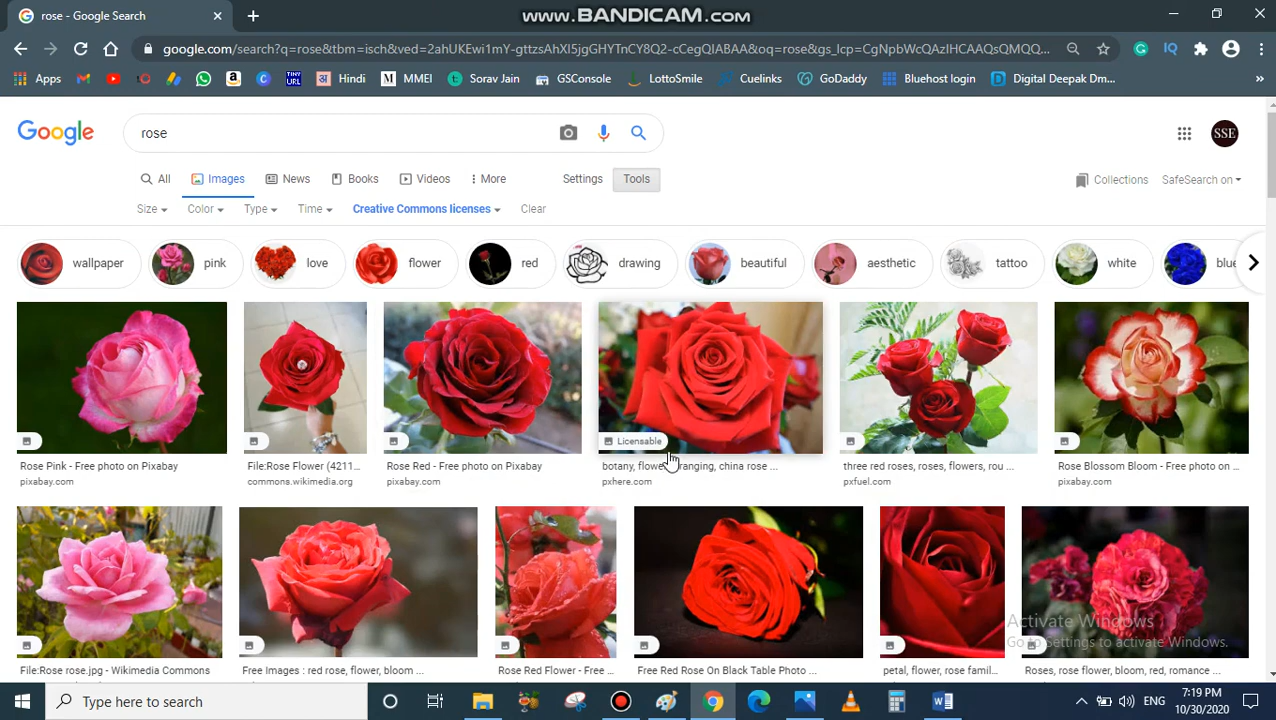 rose - Google Search
www.BANDICAM.com
google.com/search?q=rose&tbm=isch&ved=2ahUKEwi1mY-gttzsAhXl5jgGHYTnCY8Q2-cCegQIABAA&oq=rose&gs_lcp=CgNpbWcQAzIHCAAQsQMQQ...
Apps
TINY URL
अ Hindi
M MMEI
Sorav Jain
GSConsole
LottoSmile
Cuelinks
GoDaddy
Bluehost login
Digital Deepak Dm...
IQ
Google
rose
SSE
All
Images
News
Books
Videos
More
Settings
Tools
Collections
SafeSearch on
Size
Color
Type
Time
Creative Commons licenses
Clear
wallpaper
pink
love
flower
red
drawing
beautiful
aesthetic
tattoo
white
blue
Licensable
Rose Pink - Free photo on Pixabay
pixabay.com
File:Rose Flower (4211...
commons.wikimedia.org
Rose Red - Free photo on Pixabay
pixabay.com
pxhere.com
botany, flowe ranging, china rose ...
three red roses, roses, flowers, rou ...
pxfuel.com
Rose Blossom Bloom - Free photo on ...
pixabay.com
File:Rose rose.jpg - Wikimedia Commons
Free Images : red rose, flower, bloom ...
Rose Red Flower - Free ...
Free Red Rose On Black Table Photo ...
petal, flower, rose famil...
Roses, rose flower, bloom, red, romance ...
Activate Windows
Go to Settings to activate Windows.
Type here to search
ENG
7:19 PM
10/30/2020